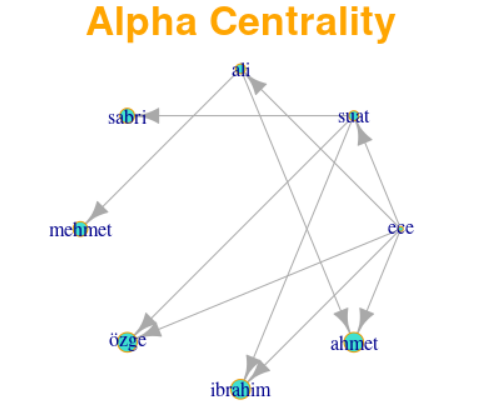 Alpha Centrality
ali
sabri
suat
mehmet
ece
özge
ahmet
ibrahim